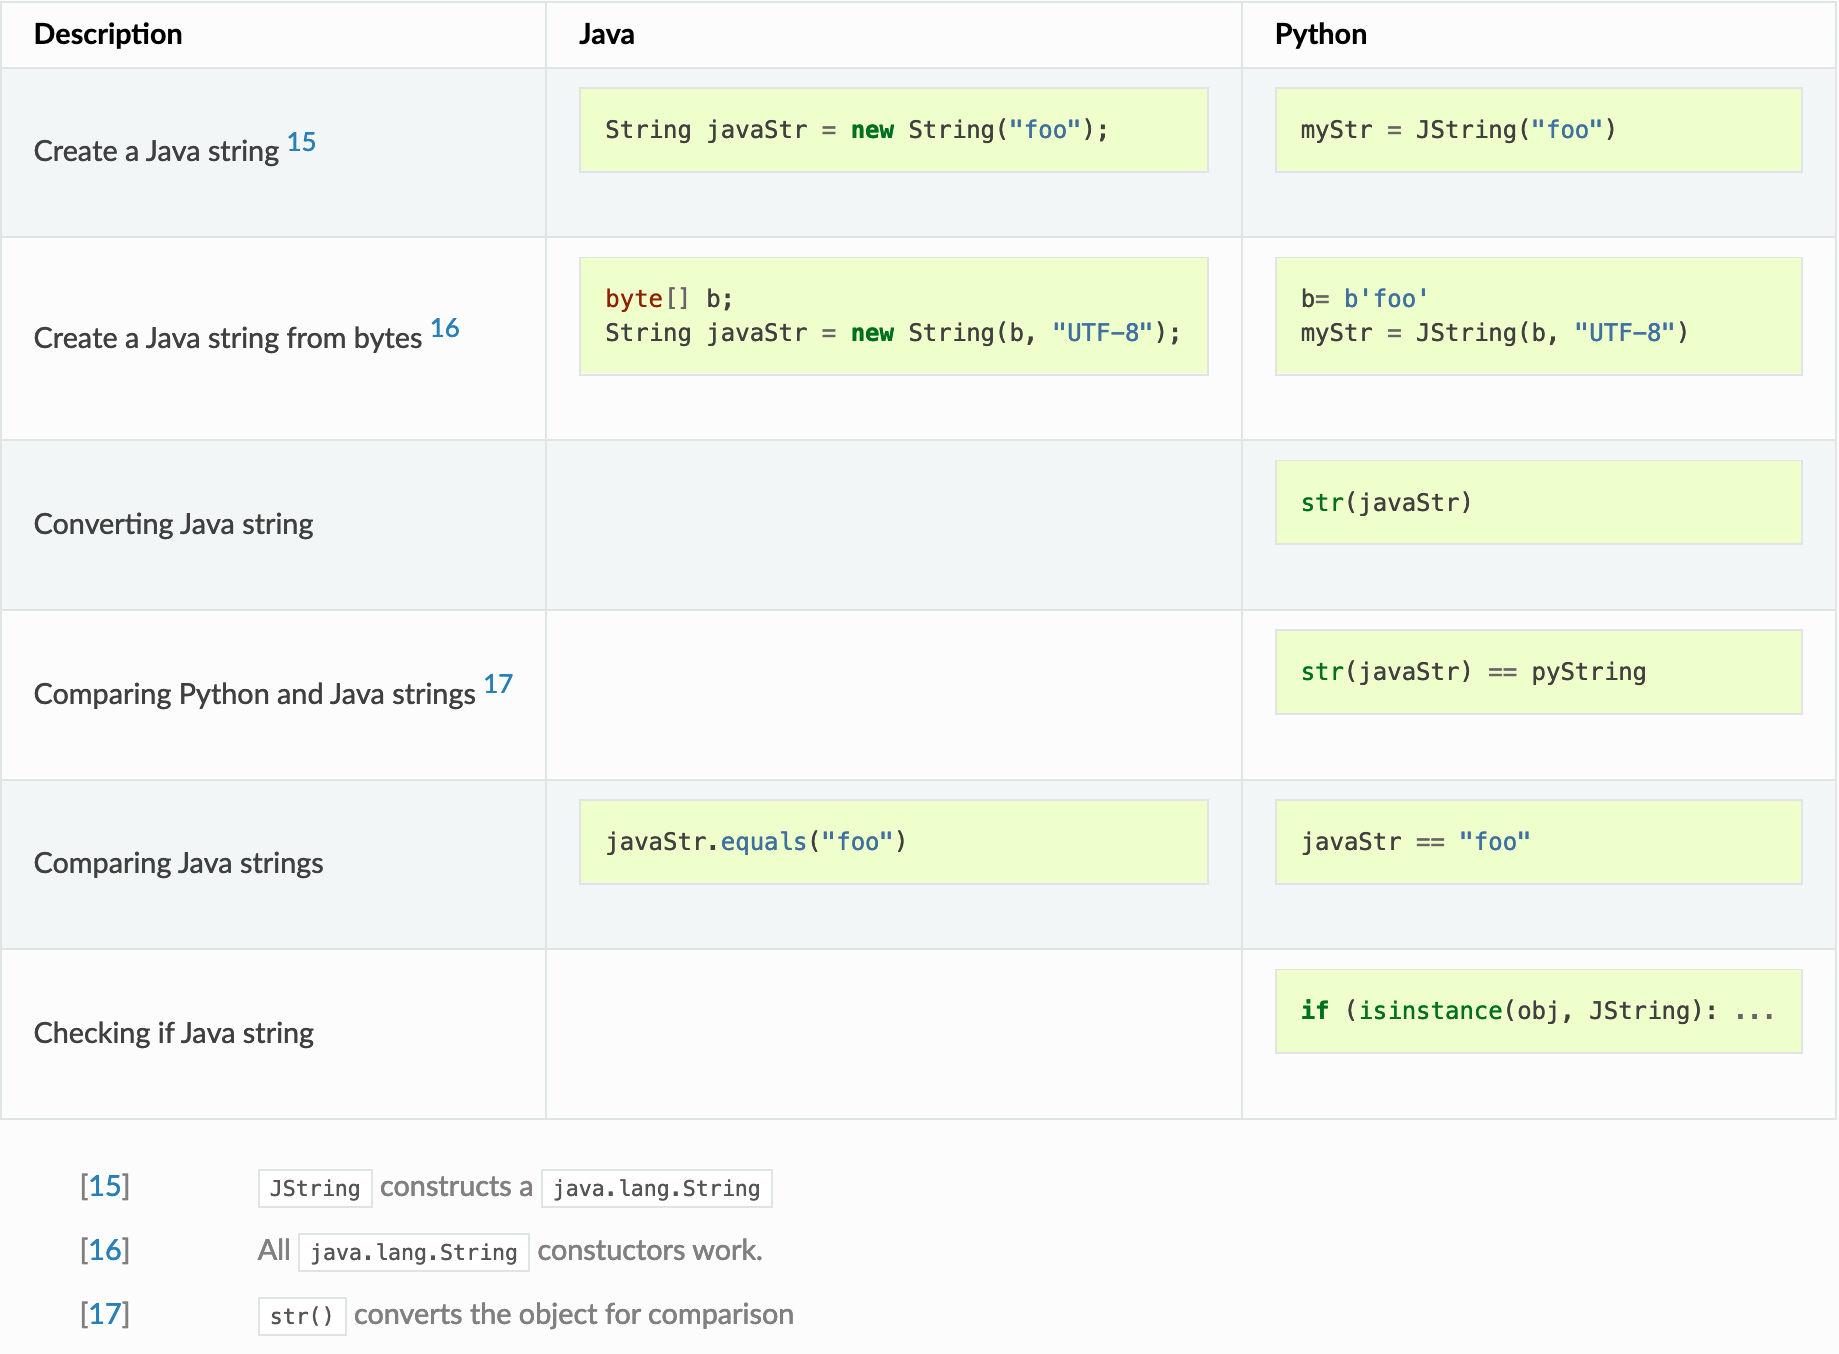 Description Java Python
Create a Java string 15
String javaStr = new String("foo");
myStr = JString("foo")
Create a Java string from bytes 16
byte[] b;
String javaStr = new String(b, "UTF-8");
b= b'foo'
myStr = JString(b, "UTF-8")
Converting Java string
str(javaStr)
Comparing Python and Java strings 17
str(javaStr) == pyString
Comparing Java strings
javaStr.equals("foo")
javaStr == "foo"
Checking if Java string
if (isinstance(obj, JString): ...
[15] JString constructs a java.lang.String
[16] All java.lang.String constuctors work.
[17] str() converts the object for comparison